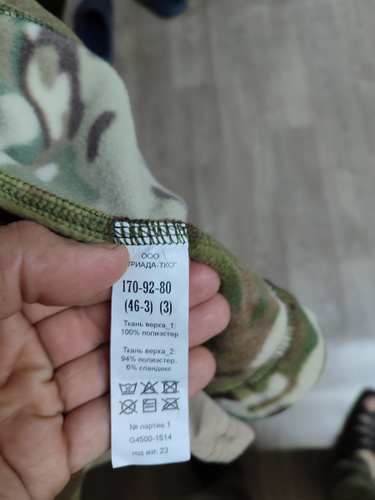 ООО
"ТРИАДА-ТКО"
170-92-80
(46-3) (3)
Ткань верха_1:
100% полиэстер
Ткань верха_2:
94% полиэстер,
6% спандекс
№ партии 1
G4500-1514
год изг. 23